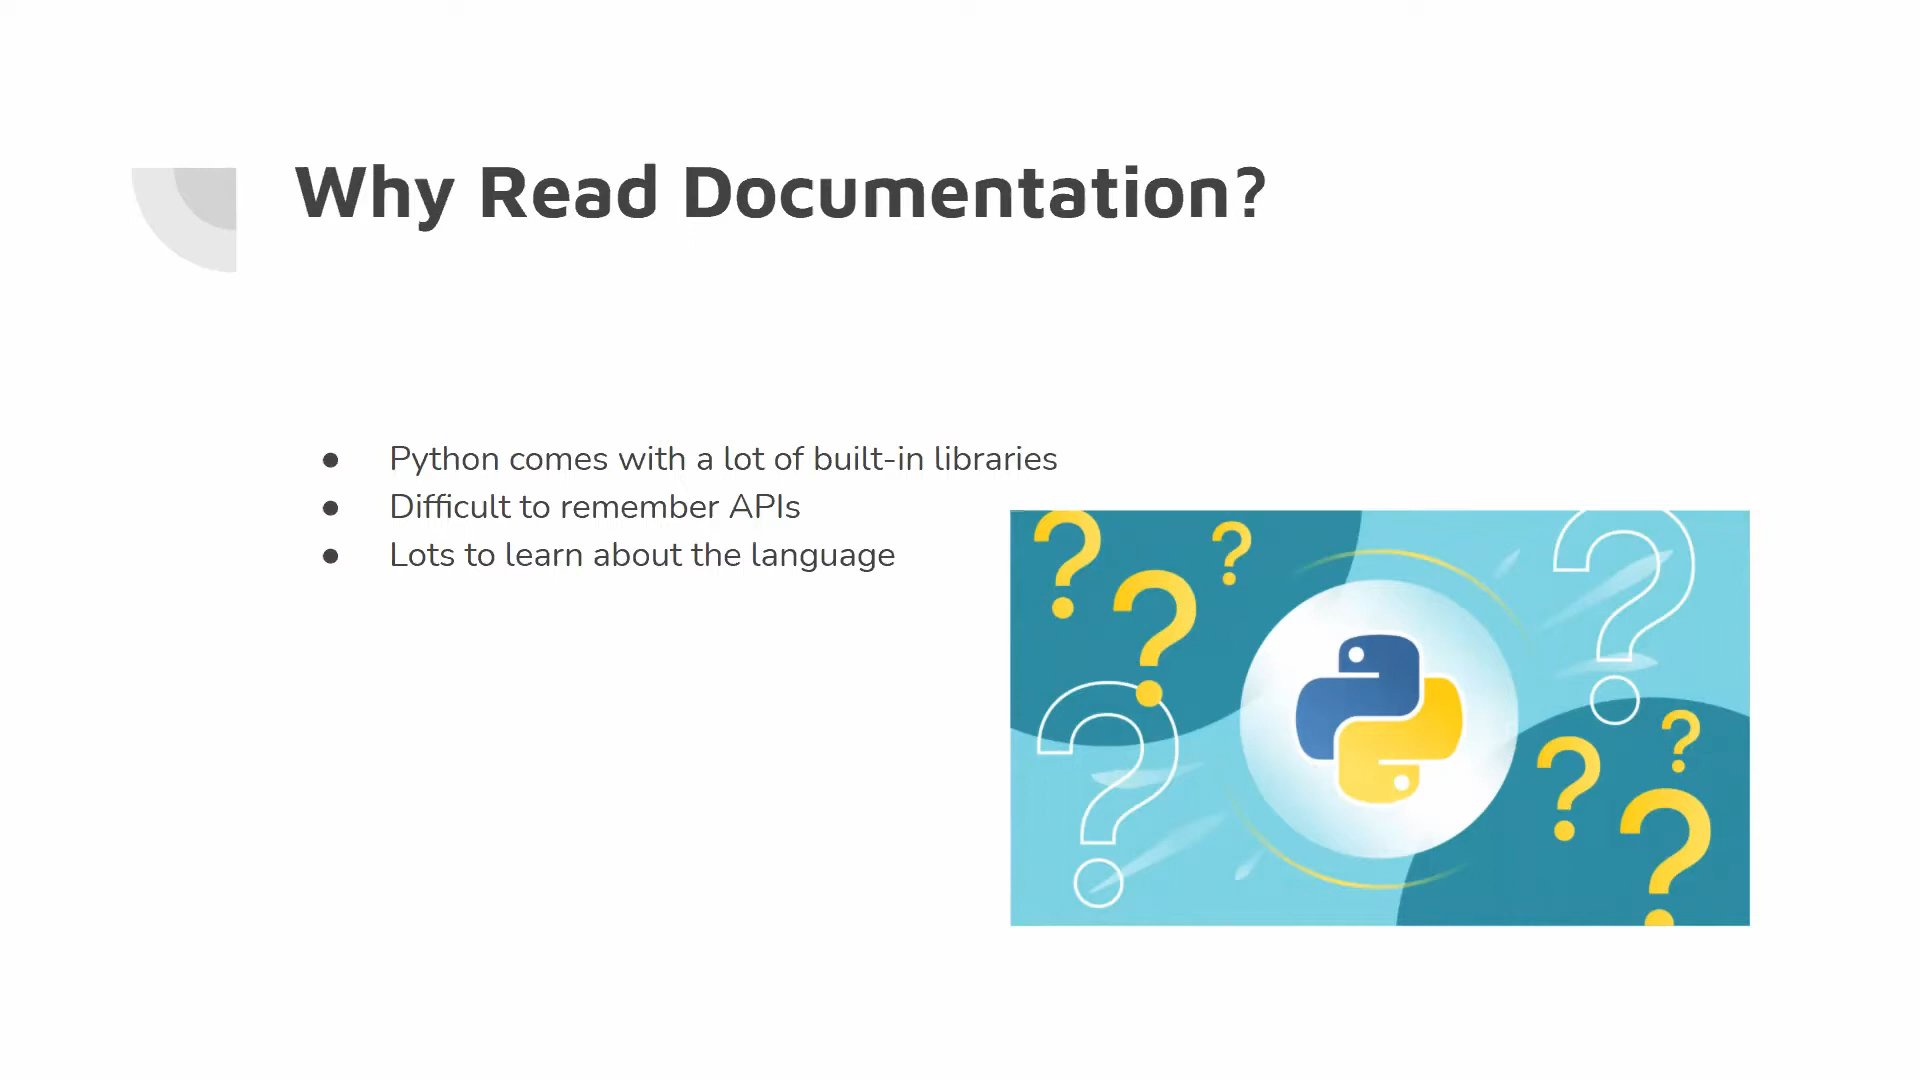 Why Read Documentation?
● Python comes with a lot of built-in libraries
● Difficult to remember APIs
● Lots to learn about the language